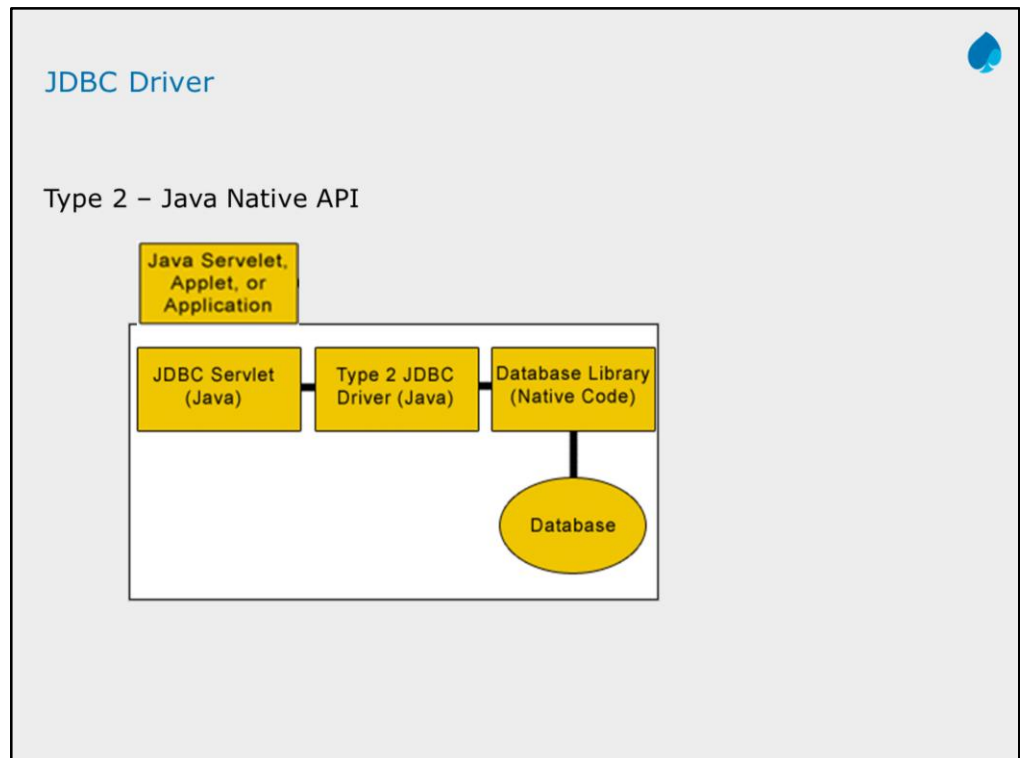 JDBC Driver
Type 2 – Java Native API
Java Servelet,
Applet, or
Application
JDBC Servlet
(Java)
Type 2 JDBC
Driver (Java)
Database Library
(Native Code)
Database